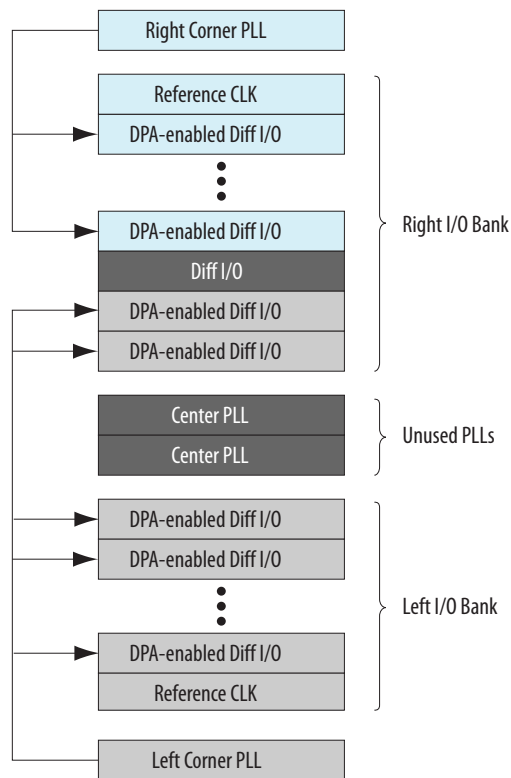 Right Corner PLL
Reference CLK
DPA-enabled Diff I/O
DPA-enabled Diff I/O
Diff I/O
DPA-enabled Diff I/O
DPA-enabled Diff I/O
Right I/O Bank
Center PLL
Center PLL
Unused PLLs
DPA-enabled Diff I/O
DPA-enabled Diff I/O
DPA-enabled Diff I/O
Reference CLK
Left I/O Bank
Left Corner PLL